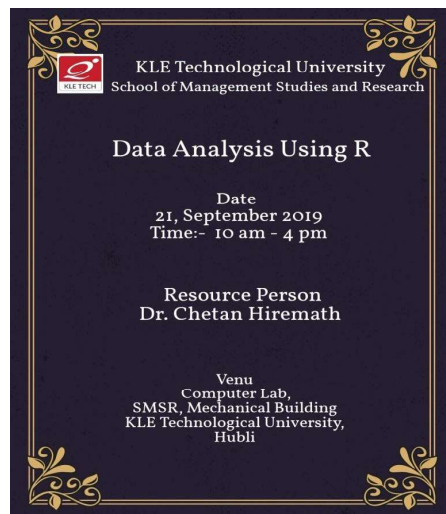 KLE TECH
KLE Technological University
School of Management Studies and Research
Data Analysis Using R
Date
21, September 2019
Time:- 10 am - 4 pm
Resource Person
Dr. Chetan Hiremath
Venu
Computer Lab,
SMSR, Mechanical Building
KLE Technological University,
Hubli